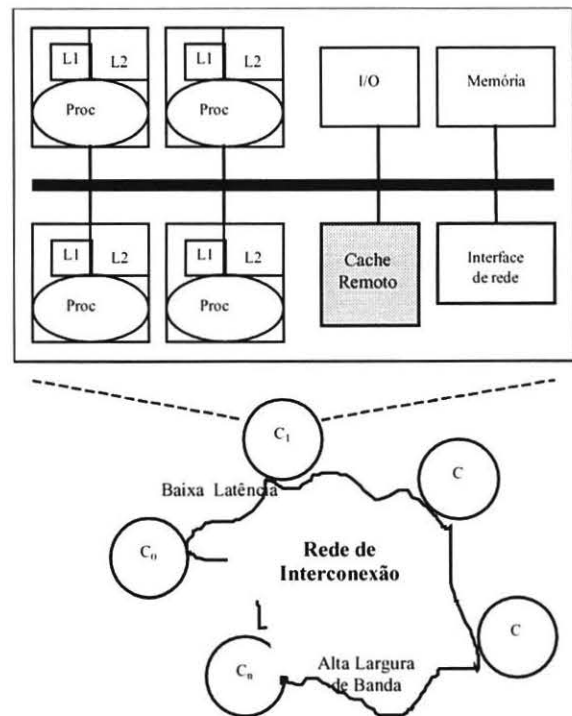 L1 L2
Proc
L1 L2
Proc
I/O
Memória
L1 L2
Proc
L1 L2
Proc
Cache
Remoto
Interface
de rede
C1
Baixa Latência
C
C0
Rede de
Interconexão
C
Cn
Alta Largura
de Banda